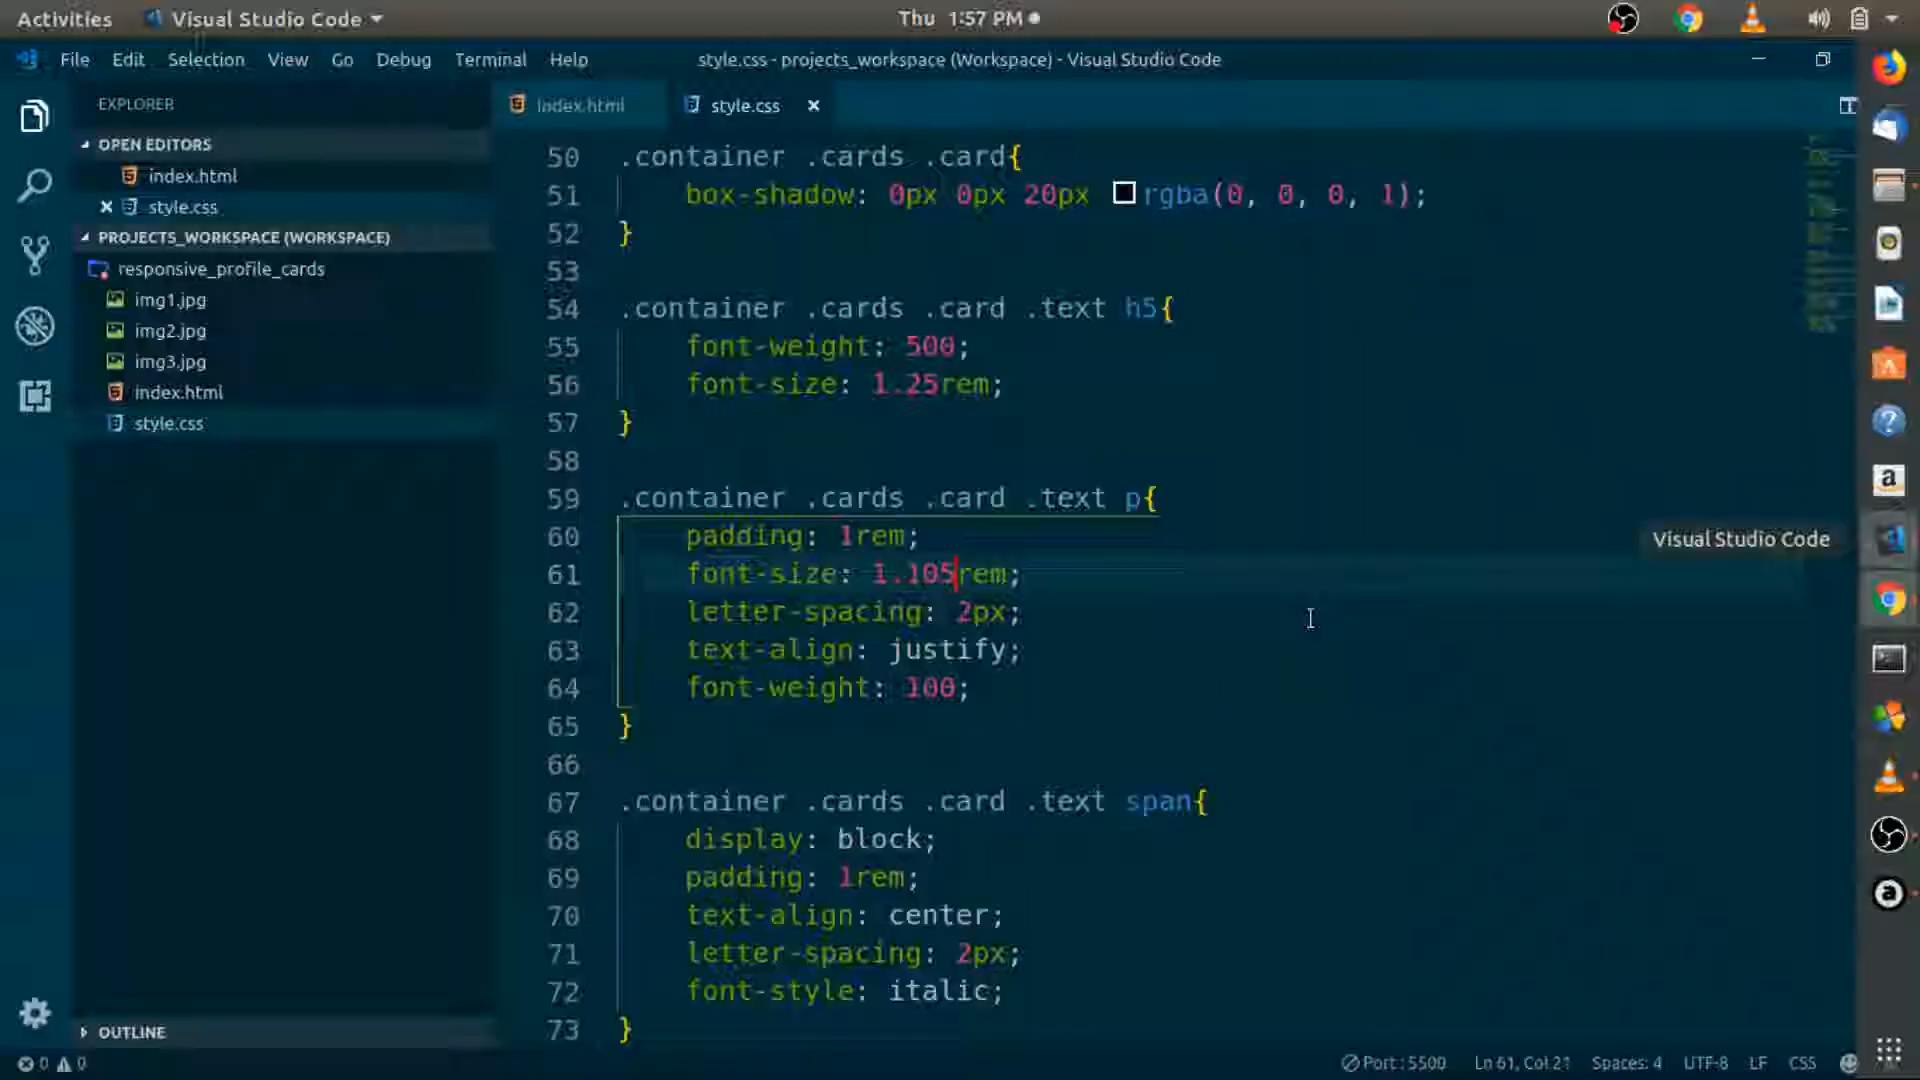 Activities
Visual Studio Code
Thu 1:57 PM
File Edit Selection View Go Debug Terminal Help
style.css - projects_workspace (Workspace) - Visual Studio Code
EXPLORER
OPEN EDITORS
index.html
style.css
PROJECTS_WORKSPACE (WORKSPACE)
responsive_profile_cards
img1.jpg
img2.jpg
img3.jpg
index.html
style.css
OUTLINE
index.html
style.css
50 .container .cards .card{
51 box-shadow: 0px 0px 20px rgba(0, 0, 0, 1);
52 }
53
54 .container .cards .card .text h5{
55 font-weight: 500;
56 font-size: 1.25rem;
57 }
58
59 .container .cards .card .text p{
60 padding: 1rem;
61 font-size: 1.105rem;
62 letter-spacing: 2px;
63 text-align: justify;
64 font-weight: 100;
65 }
66
67 .container .cards .card .text span{
68 display: block;
69 padding: 1rem;
70 text-align: center;
71 letter-spacing: 2px;
72 font-style: italic;
73 }
Visual Studio Code
0 0
Port : 5500 Ln 61, Col 21 Spaces: 4 UTF-8 LF CSS